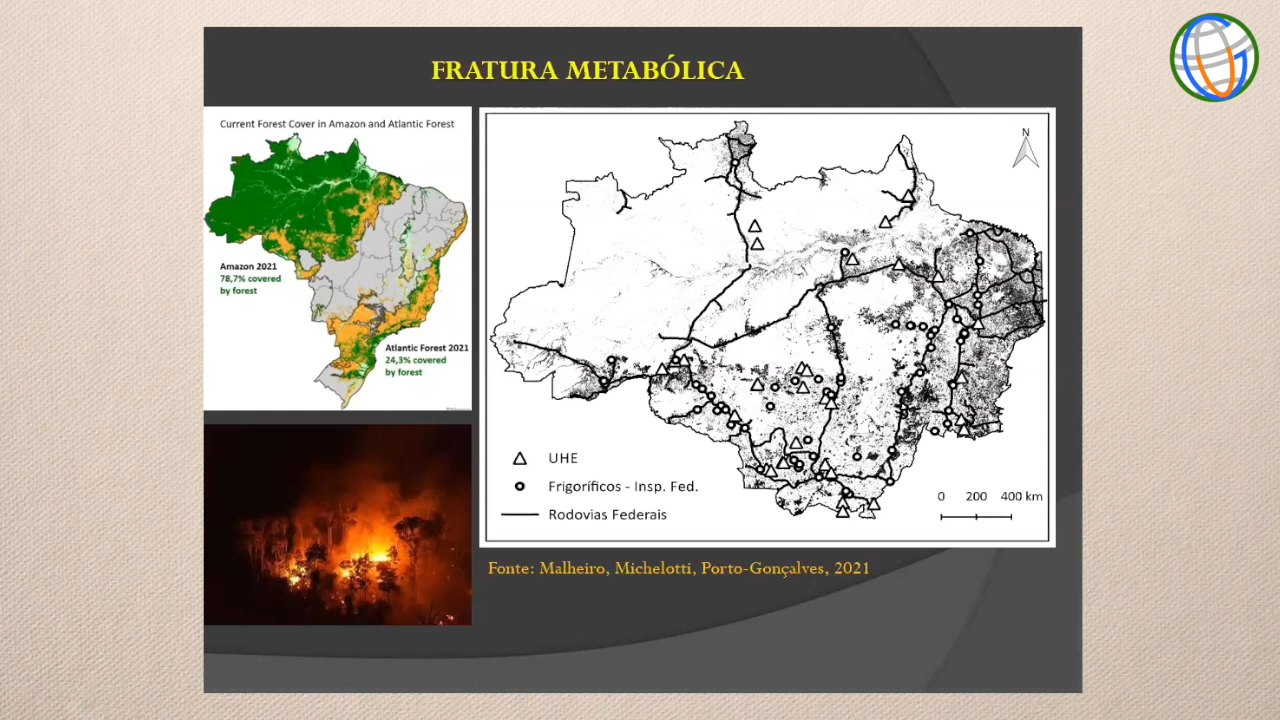 FRATURA METABÓLICA
Current Forest Cover in Amazon and Atlantic Forest
Amazon 2021
78,7% covered
by forest
Atlantic Forest 2021
24,3% covered
by forest
N
UHE
Frigoríficos - Insp. Fed.
Rodovias Federais
0 200 400 km
Fonte: Malheiro, Michelotti, Porto-Gonçalves, 2021